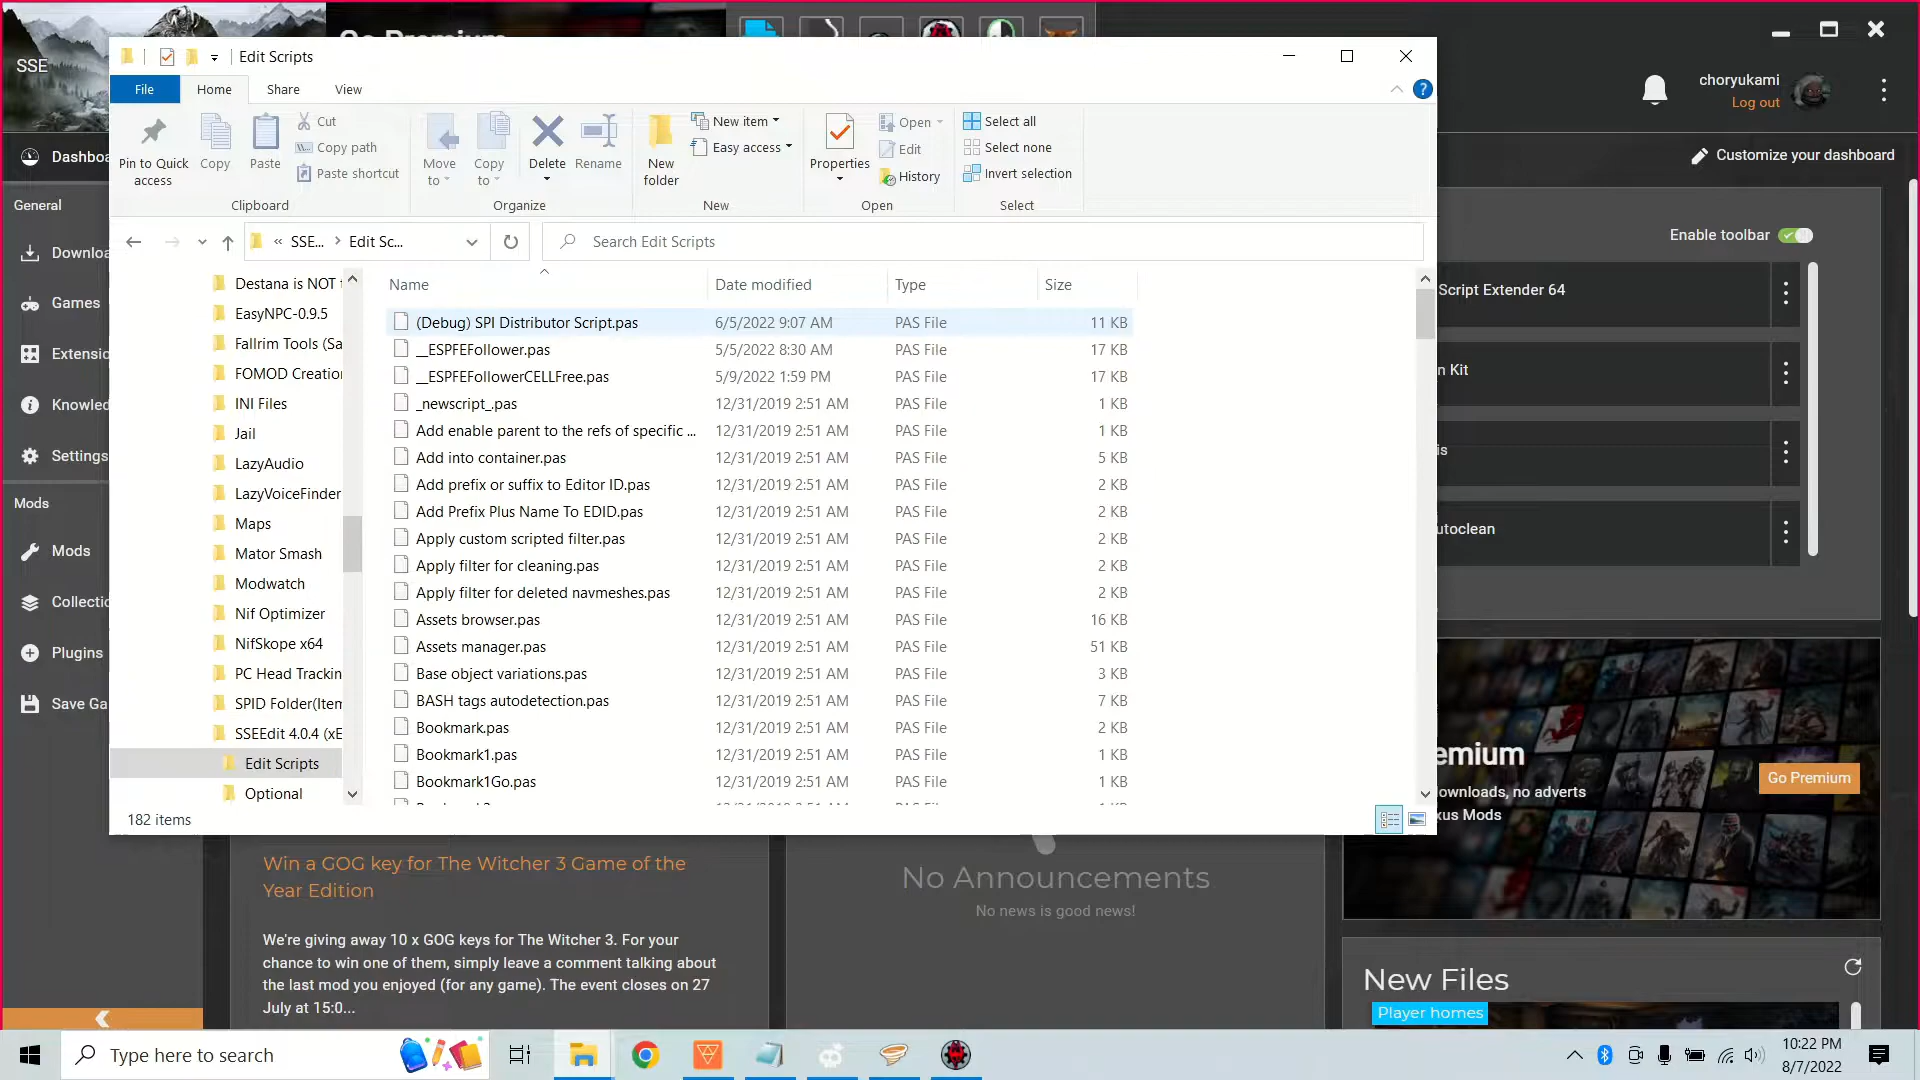 SSE
Go Premium
choryukami
Log out
Customize your dashboard
Edit Scripts
File
Home
Share
View
Pin to Quick
access
Copy
Paste
Cut
Copy path
Paste shortcut
Clipboard
Move
to
Copy
to
Delete
Rename
Organize
New
folder
New item
Easy access
New
Properties
Open
Edit
History
Open
Select all
Select none
Invert selection
Select
« SSE... > Edit Sc...
Search Edit Scripts
Dashboa
General
Downloa
Games
Extensio
Knowled
Settings
Mods
Mods
Collectio
Plugins
Save Ga
Destana is NOT
EasyNPC-0.9.5
Fallrim Tools (Sa
FOMOD Creation
INI Files
Jail
LazyAudio
LazyVoiceFinder
Maps
Mator Smash
Modwatch
Nif Optimizer
NifSkope x64
PC Head Trackin
SPID Folder(Item
SSEEdit 4.0.4 (xE
Edit Scripts
Optional
Name Date modified Type Size
(Debug) SPI Distributor Script.pas 6/5/2022 9:07 AM PAS File 11 KB
__ESPFEFollower.pas 5/5/2022 8:30 AM PAS File 17 KB
__ESPFEFollowerCELLFree.pas 5/9/2022 1:59 PM PAS File 17 KB
_newscript_.pas 12/31/2019 2:51 AM PAS File 1 KB
Add enable parent to the refs of specific ... 12/31/2019 2:51 AM PAS File 1 KB
Add into container.pas 12/31/2019 2:51 AM PAS File 5 KB
Add prefix or suffix to Editor ID.pas 12/31/2019 2:51 AM PAS File 2 KB
Add Prefix Plus Name To EDID.pas 12/31/2019 2:51 AM PAS File 2 KB
Apply custom scripted filter.pas 12/31/2019 2:51 AM PAS File 2 KB
Apply filter for cleaning.pas 12/31/2019 2:51 AM PAS File 2 KB
Apply filter for deleted navmeshes.pas 12/31/2019 2:51 AM PAS File 2 KB
Assets browser.pas 12/31/2019 2:51 AM PAS File 16 KB
Assets manager.pas 12/31/2019 2:51 AM PAS File 51 KB
Base object variations.pas 12/31/2019 2:51 AM PAS File 3 KB
BASH tags autodetection.pas 12/31/2019 2:51 AM PAS File 7 KB
Bookmark.pas 12/31/2019 2:51 AM PAS File 2 KB
Bookmark1.pas 12/31/2019 2:51 AM PAS File 1 KB
Bookmark1Go.pas 12/31/2019 2:51 AM PAS File 1 KB
182 items
Enable toolbar
Script Extender 64
n Kit
is
utoclean
emium
ownloads, no adverts
xus Mods
Go Premium
Win a GOG key for The Witcher 3 Game of the
Year Edition
We're giving away 10 x GOG keys for The Witcher 3. For your
chance to win one of them, simply leave a comment talking about
the last mod you enjoyed (for any game). The event closes on 27
July at 15:0...
No Announcements
No news is good news!
New Files
Player homes
Type here to search
10:22 PM
8/7/2022